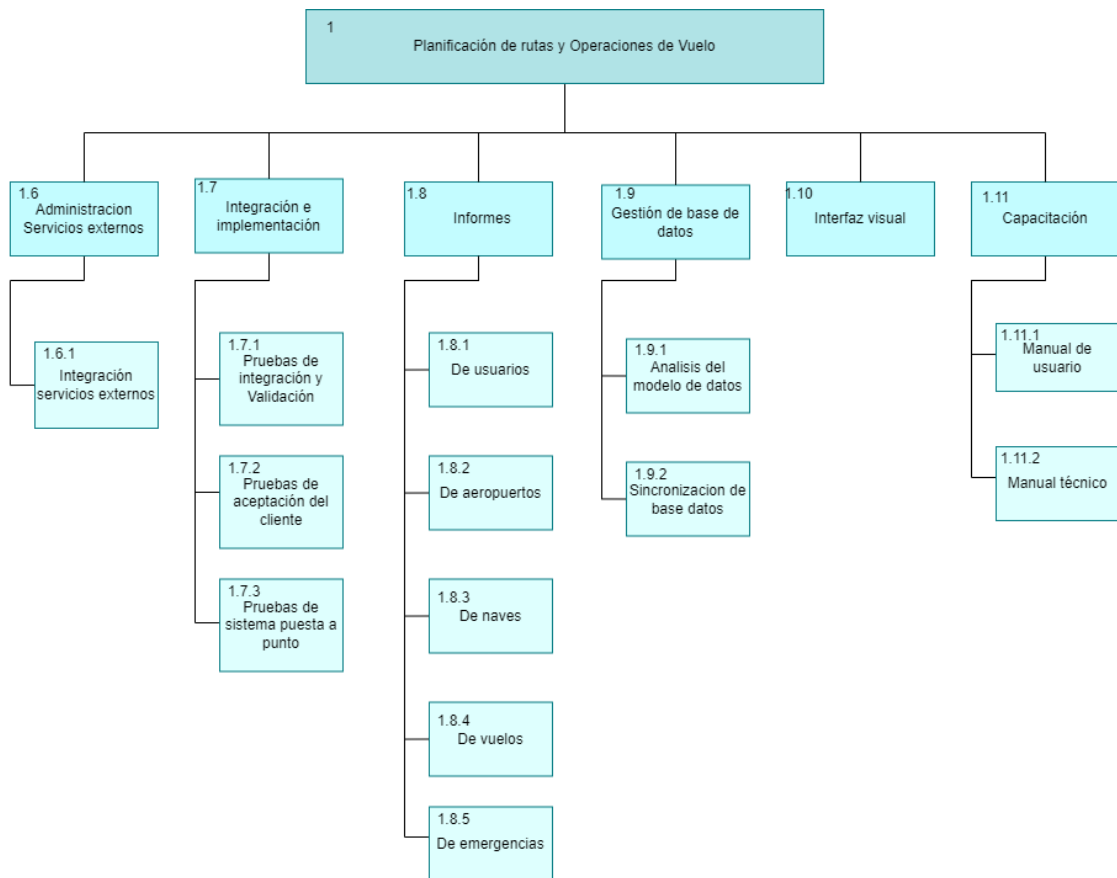 1
Planificación de rutas y Operaciones de Vuelo
1.6
Administracion
Servicios externos
1.7
Integración e
implementación
1.8
Informes
1.9
Gestión de base de
datos
1.10
Interfaz visual
1.11
Capacitación
1.6.1
Integración
servicios externos
1.7.1
Pruebas de
integración y
Validación
1.7.2
Pruebas de
aceptación del
cliente
1.7.3
Pruebas de
sistema puesta a
punto
1.8.1
De usuarios
1.8.2
De aeropuertos
1.8.3
De naves
1.8.4
De vuelos
1.8.5
De emergencias
1.9.1
Analisis del
modelo de datos
1.9.2
Sincronizacion de
base datos
1.11.1
Manual de
usuario
1.11.2
Manual técnico